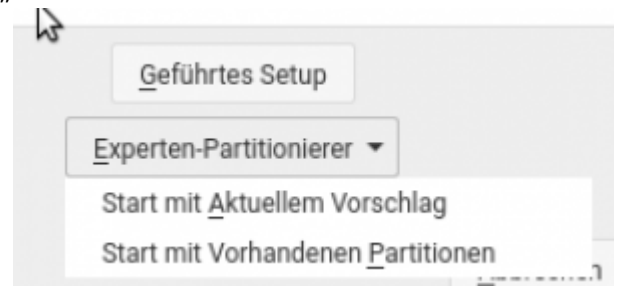 Geführtes Setup
Experten-Partitionierer
Start mit Aktuellem Vorschlag
Start mit Vorhandenen Partitionen